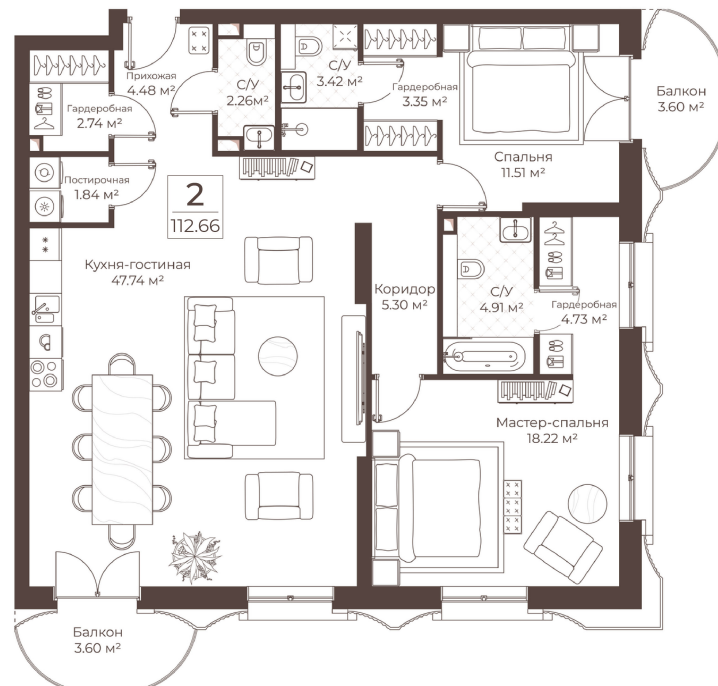 Прихожая
4.48 м²
С/У
2.26м²
С/У
3.42 м²
Гардеробная
3.35 м²
Балкон
3.60 м²
Гардеробная
2.74 м²
Спальня
11.51 м²
Постирочная
1.84 м²
2
112.66
Кухня-гостиная
47.74 м²
Коридор
5.30 м²
С/У
4.91 м²
Гардеробная
4.73 м²
Мастер-спальня
18.22 м²
Балкон
3.60 м²